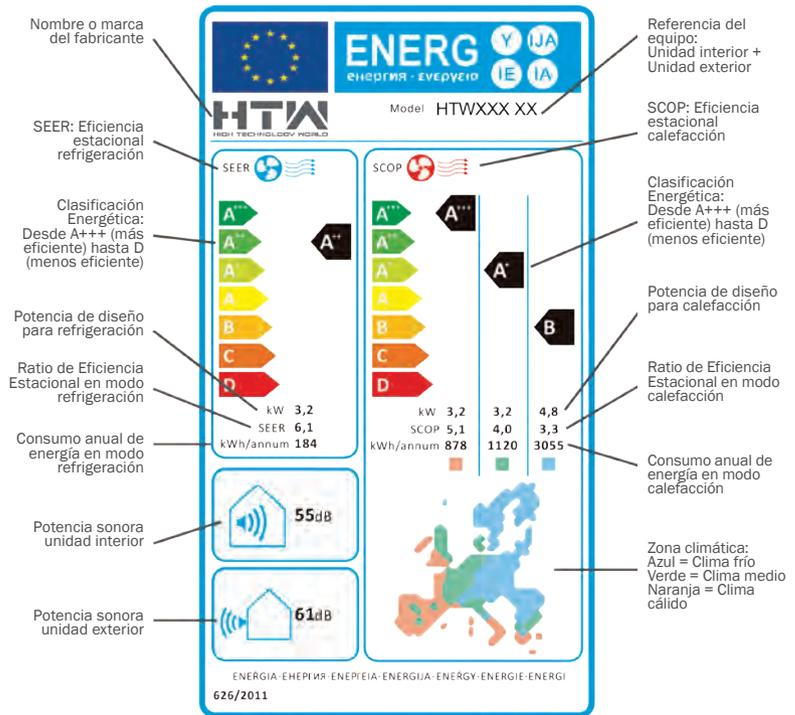 Nombre o marca
del fabricante
SEER: Eficiencia
estacional
refrigeración
Clasificación
Energética:
Desde A+++ (más
eficiente) hasta D
(menos eficiente)
Potencia de diseño
para refrigeración
Ratio de Eficiencia
Estacional en modo
refrigeración
Consumo anual de
energía en modo
refrigeración
Potencia sonora
unidad interior
Potencia sonora
unidad exterior
ENERG
енергия · ενεργεια
Y IJA
IE IA
HTW
HIGH TECHNOLOGY WORLD
Model HTWXXX XX
SEER
A+++
A++
A+
A
B
C
D
A++
kW 3,2
SEER 6,1
kWh/annum 184
SCOP
A+++
A++
A+
A
B
C
D
A+++
A+
B
kW 3,2 3,2 4,8
SCOP 5,1 4,0 3,3
kWh/annum 878 1120 3055
55dB
61dB
ENERGIA·ЕНЕРГИЯ·ΕΝΕΡΓΕΙΑ·ENERGIJA·ENERGY·ENERGIE·ENERGI
626/2011
Referencia del
equipo:
Unidad interior +
Unidad exterior
SCOP: Eficiencia
estacional
calefacción
Clasificación
Energética:
Desde A+++ (más
eficiente) hasta D
(menos eficiente)
Potencia de diseño
para calefacción
Ratio de Eficiencia
Estacional en modo
calefacción
Consumo anual de
energía en modo
calefacción
Zona climática:
Azul = Clima frío
Verde = Clima medio
Naranja = Clima
cálido